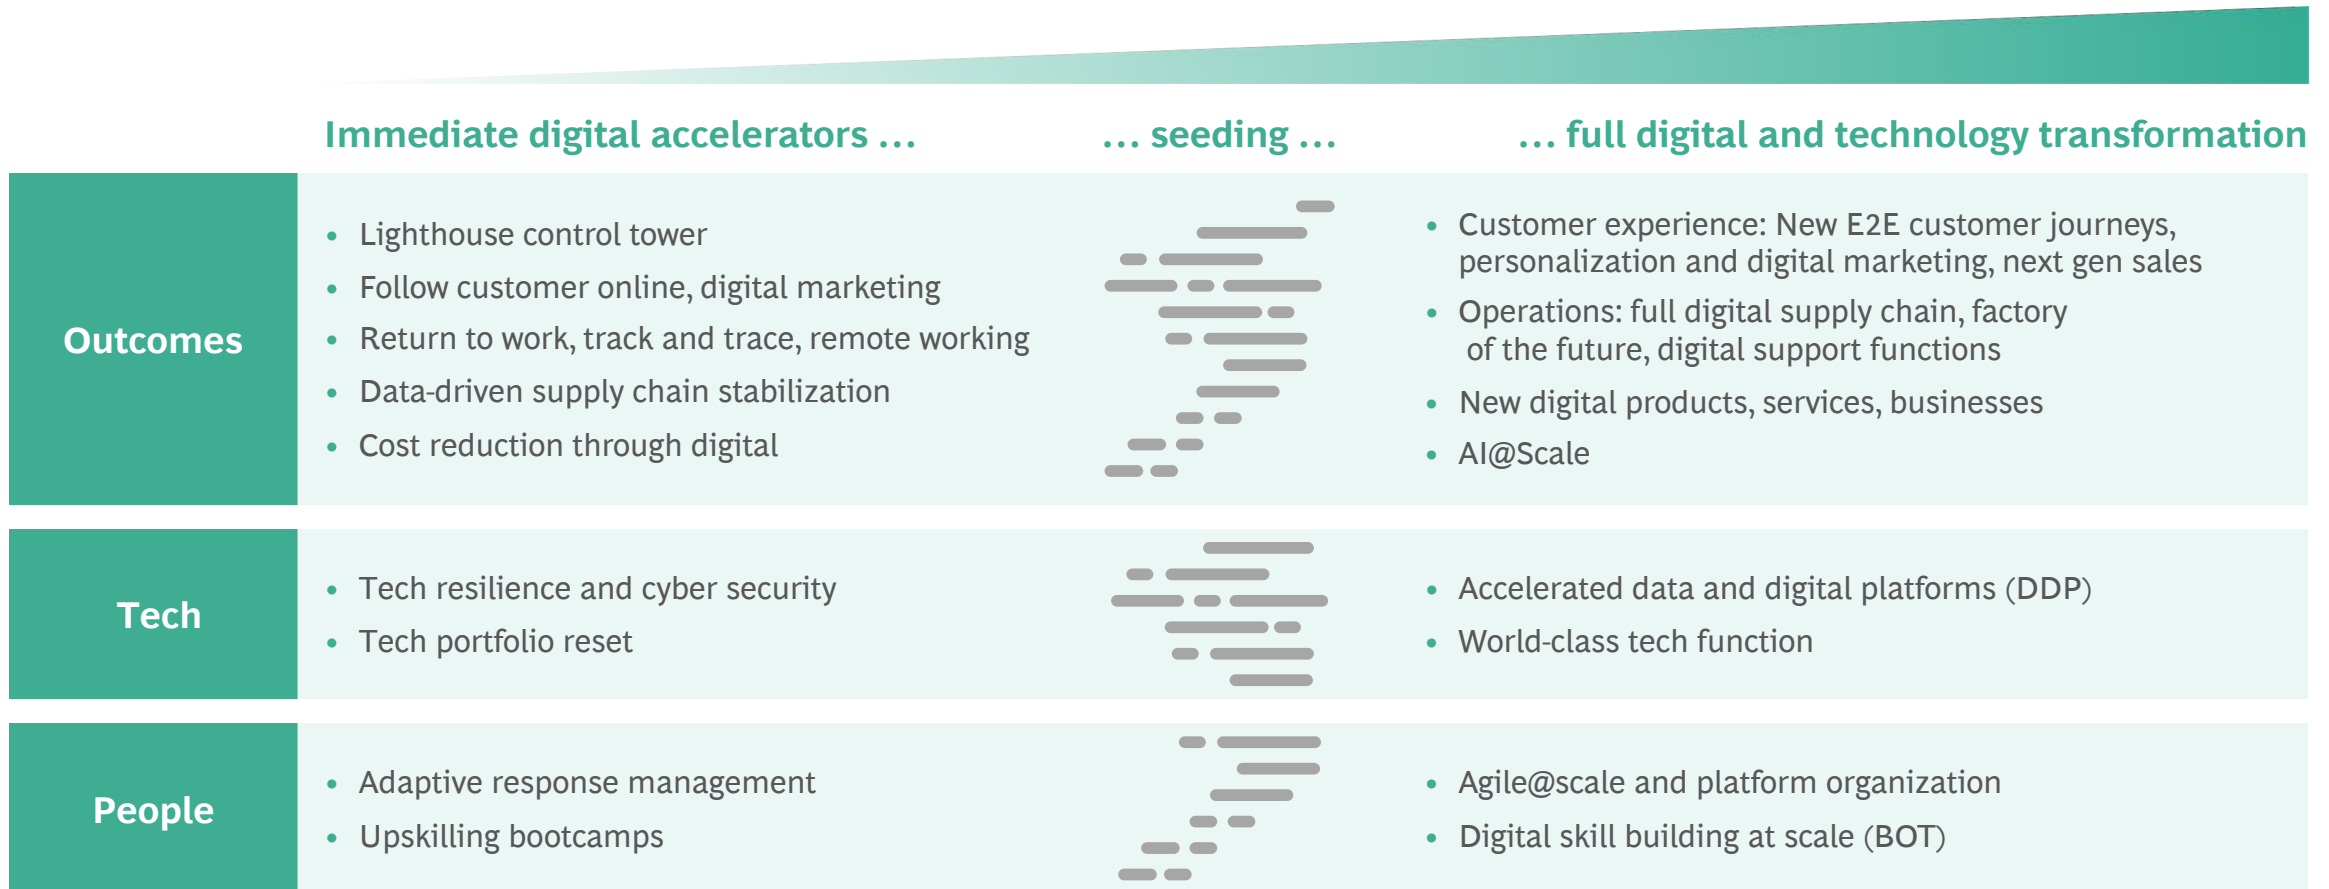 Immediate digital accelerators ...
... seeding ...
... full digital and technology transformation
Outcomes
• Lighthouse control tower
• Follow customer online, digital marketing
• Return to work, track and trace, remote working
• Data-driven supply chain stabilization
• Cost reduction through digital
• Customer experience: New E2E customer journeys,
personalization and digital marketing, next gen sales
• Operations: full digital supply chain, factory
of the future, digital support functions
• New digital products, services, businesses
• AI@Scale
Tech
• Tech resilience and cyber security
• Tech portfolio reset
• Accelerated data and digital platforms (DDP)
• World-class tech function
People
• Adaptive response management
• Upskilling bootcamps
• Agile@scale and platform organization
• Digital skill building at scale (BOT)